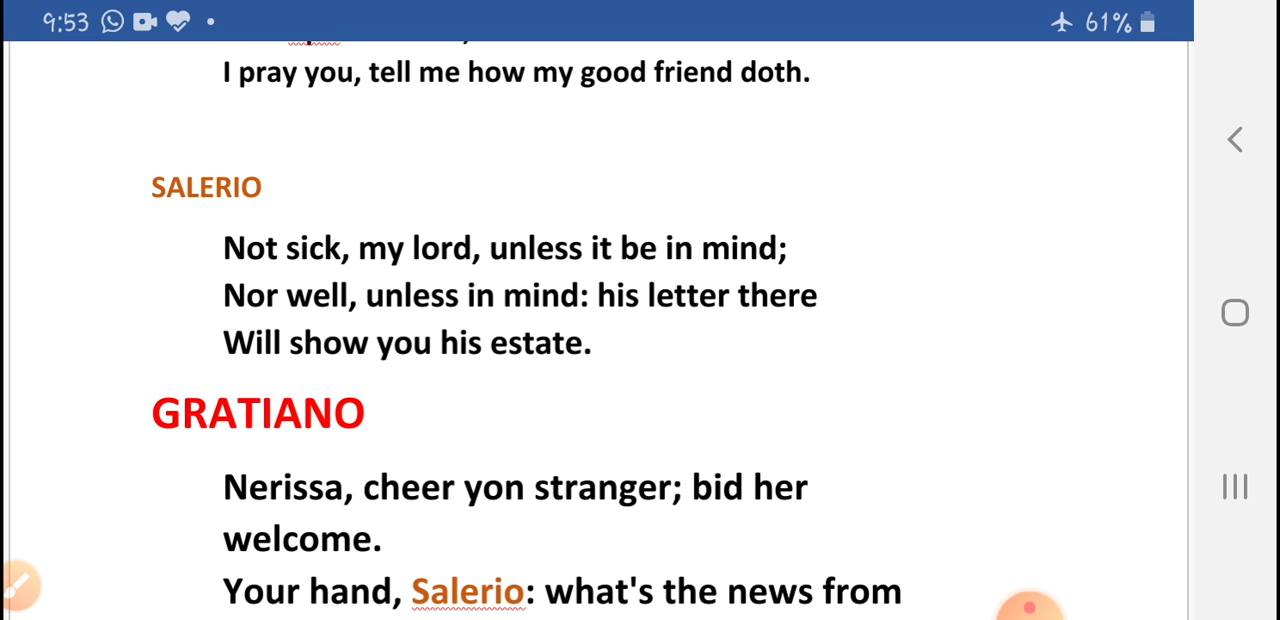 9:53 61%
I pray you, tell me how my good friend doth.
SALERIO
Not sick, my lord, unless it be in mind;
Nor well, unless in mind: his letter there
Will show you his estate.
GRATIANO
Nerissa, cheer yon stranger; bid her
welcome.
Your hand, Salerio: what's the news from